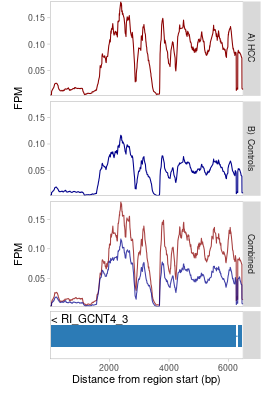 0.15
0.10
0.05
FPM
A) HCC
0.15
0.10
0.05
B) Controls
0.15
0.10
0.05
FPM
Combined
< RI_GCNT4_3
2000
4000
6000
Distance from region start (bp)